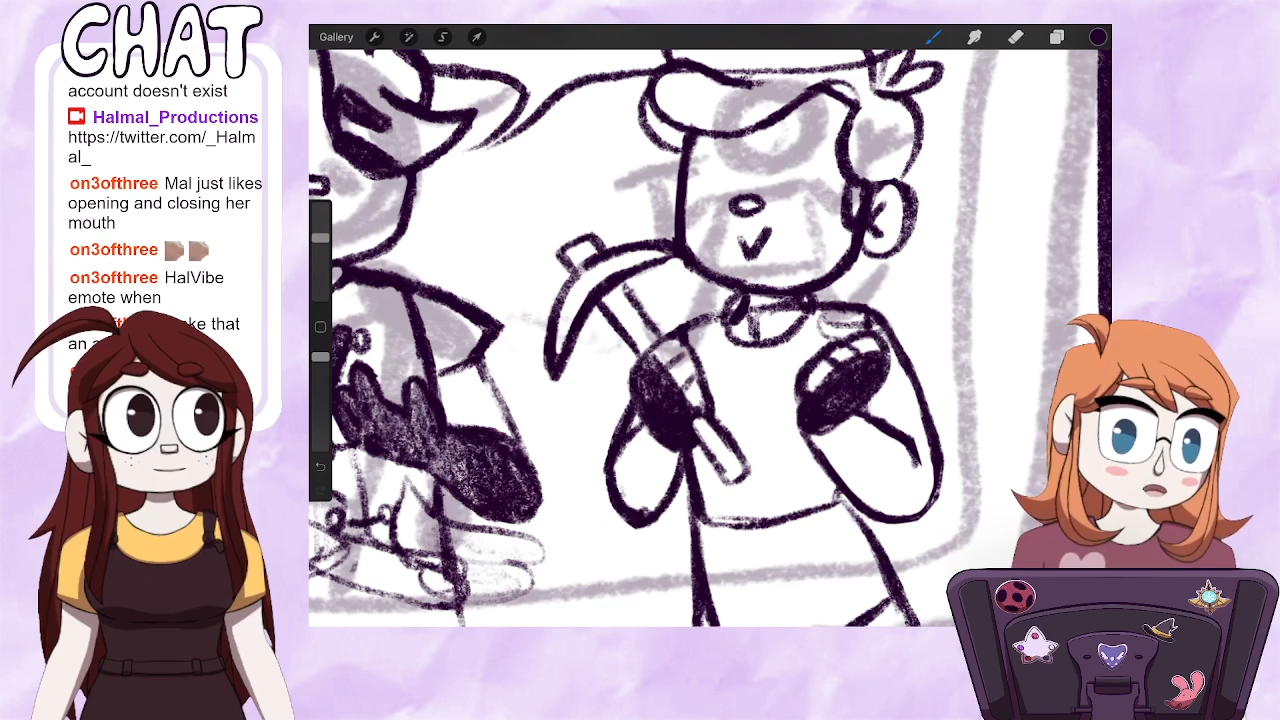 CHAT
account doesn't exist
Halmal_Productions
https://twitter.com/_Halm
al_
on3ofthree Mal just likes
opening and closing her
mouth
on3ofthree
on3ofthree HalVibe
emote when
ke that
an a
Gallery